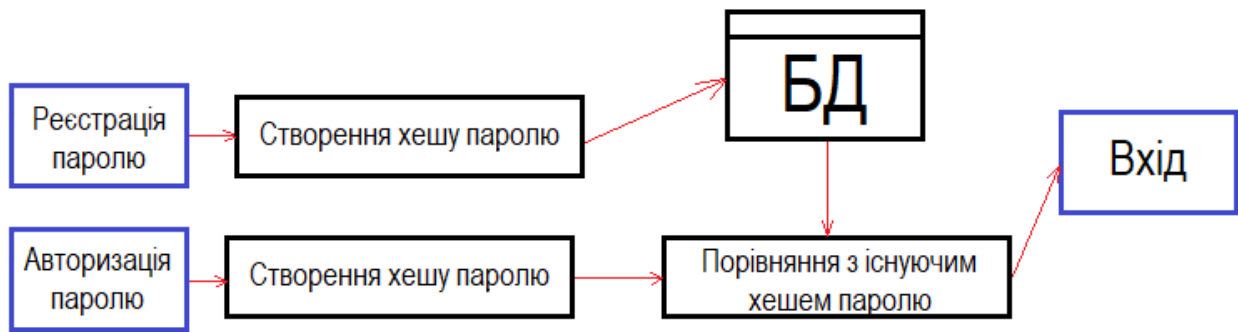 Реєстрація
паролю
Створення хешу паролю
БД
Вхід
Авторизація
паролю
Створення хешу паролю
Порівняння з існуючим
хешем паролю